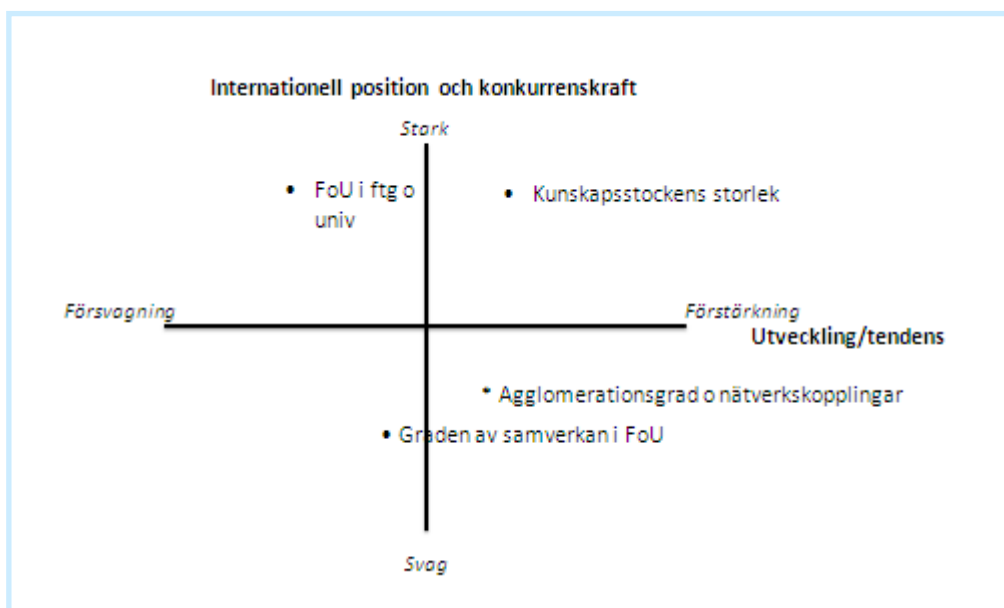 Internationell position och konkurrenskraft
Stark
• FoU i ftg o
univ
• Kunskapsstockens storlek
Försvagning
Förstärkning
Utveckling/tendens
* Agglomerationsgrad o nätverkskopplingar
• Graden av samverkan i FoU
Svag